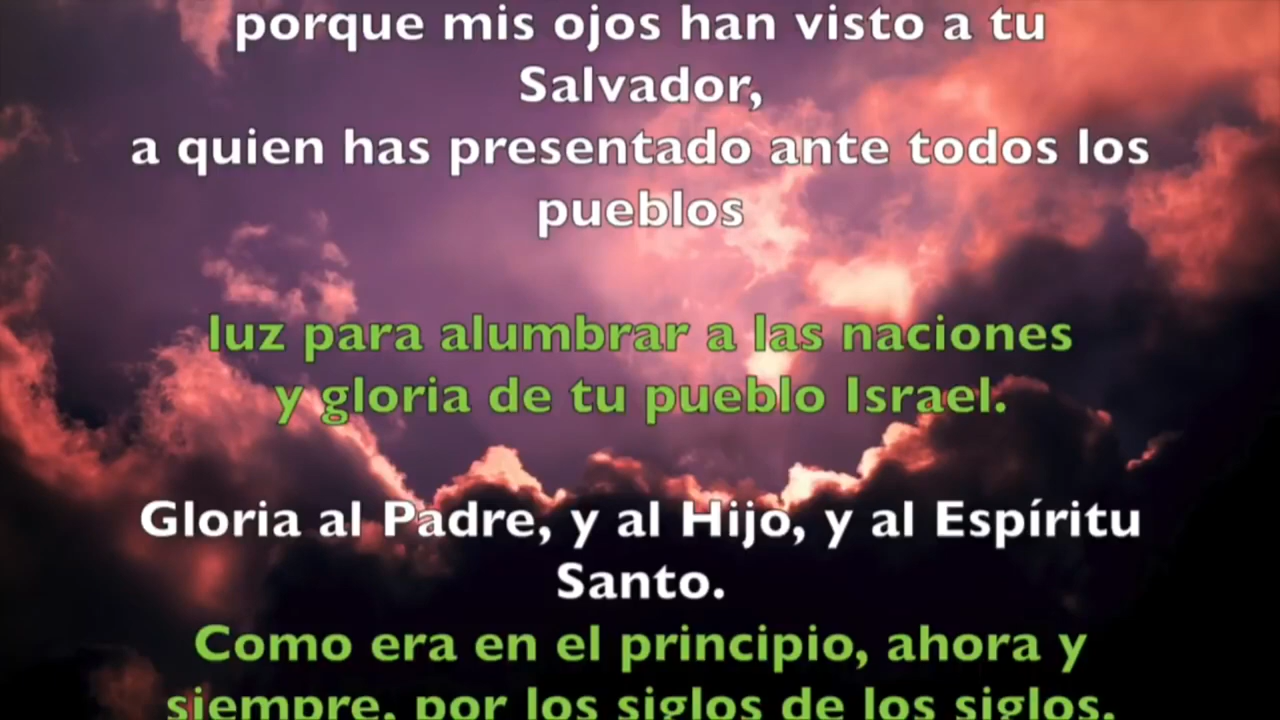 porque mis ojos han visto a tu
Salvador,
a quien has presentado ante todos los
pueblos
luz para alumbrar a las naciones
y gloria de tu pueblo Israel.
Gloria al Padre, y al Hijo, y al Espíritu
Santo.
Como era en el principio, ahora y
siempre, por los siglos de los siglos.